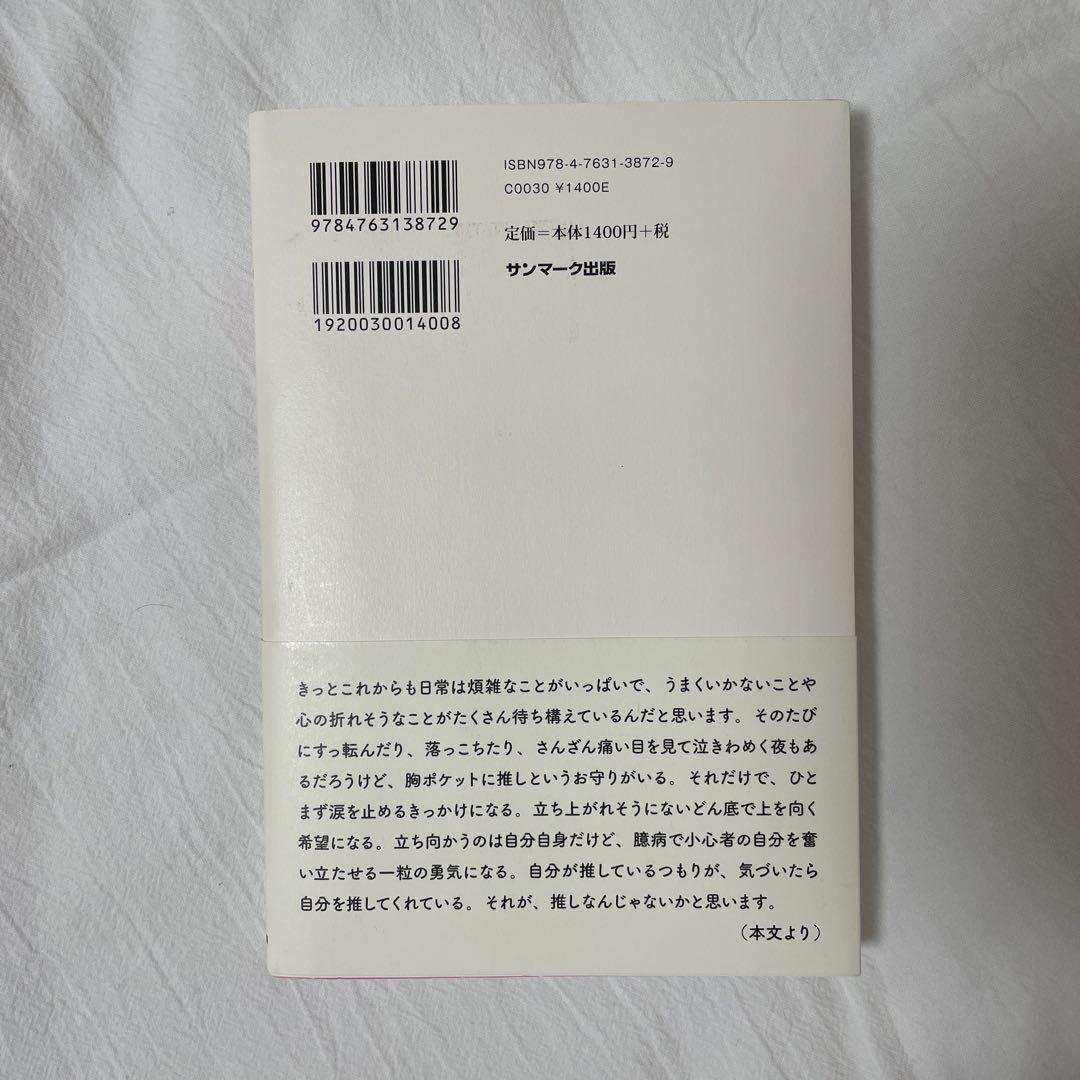 ISBN978-4-7631-3872-9
C0030 ¥1400E
9784763138729
定価=本体1400円+税
サンマーク出版
1920030014008
きっとこれからも日常は煩雑なことがいっぱいで、うまくいかないことや
心の折れそうなことがたくさん待ち構えているんだと思います。そのたび
にすっ転んだり、落っこちたり、さんざん痛い目を見て泣きわめく夜もあ
るだろうけど、胸ポケットに推しというお守りがいる。それだけで、ひと
まず涙を止めるきっかけになる。立ち上がれそうにないどん底で上を向く
希望になる。立ち向かうのは自分自身だけど、臆病で小心者の自分を奮
い立たせる一粒の勇気になる。自分が推しているつもりが、気づいたら
自分を推してくれている。それが、推しなんじゃないかと思います。
（本文より）